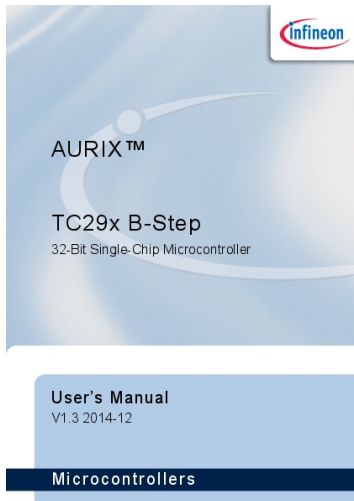 infineon
AURIX™
TC29x B-Step
32-Bit Single-Chip Microcontroller
User's Manual
V1.3 2014-12
Microcontrollers